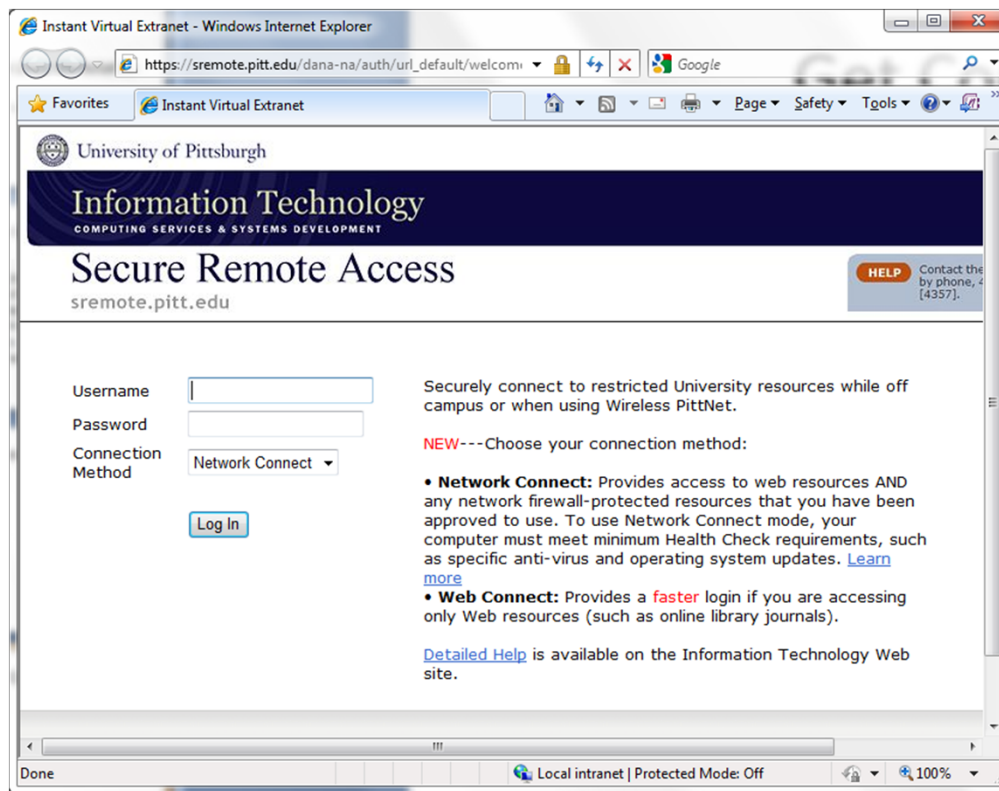 Instant Virtual Extranet - Windows Internet Explorer
https://sremote.pitt.edu/dana-na/auth/url_default/welcom
Google
Favorites
Instant Virtual Extranet
Page
Safety
Tools
University of Pittsburgh
Information Technology
COMPUTING SERVICES & SYSTEMS DEVELOPMENT
Secure Remote Access
sremote.pitt.edu
HELP
Contact the
by phone, 4
[4357].
Username
Password
Connection
Method
Network Connect
Log In
Securely connect to restricted University resources while off
campus or when using Wireless PittNet.
NEW---Choose your connection method:
• Network Connect: Provides access to web resources AND
any network firewall-protected resources that you have been
approved to use. To use Network Connect mode, your
computer must meet minimum Health Check requirements, such
as specific anti-virus and operating system updates. Learn
more
• Web Connect: Provides a faster login if you are accessing
only Web resources (such as online library journals).
Detailed Help is available on the Information Technology Web
site.
Done
Local intranet | Protected Mode: Off
100%